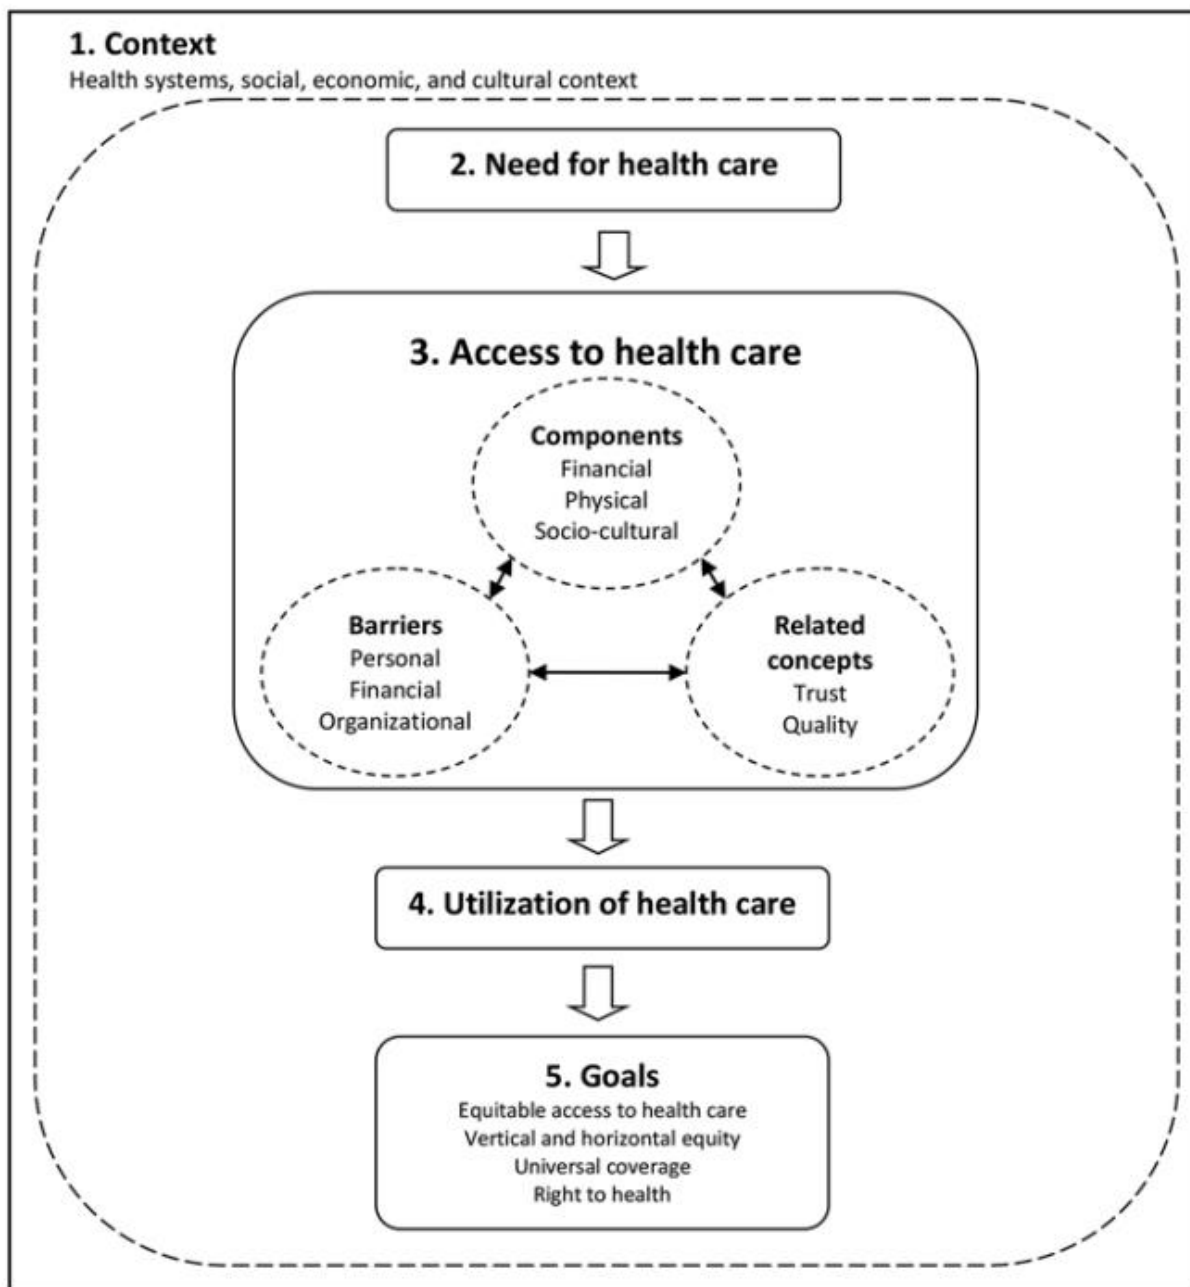 1. Context
Health systems, social, economic, and cultural context
2. Need for health care
3. Access to health care
Components
Financial
Physical
Socio-cultural
Barriers
Personal
Financial
Organizational
Related
concepts
Trust
Quality
4. Utilization of health care
5. Goals
Equitable access to health care
Vertical and horizontal equity
Universal coverage
Right to health